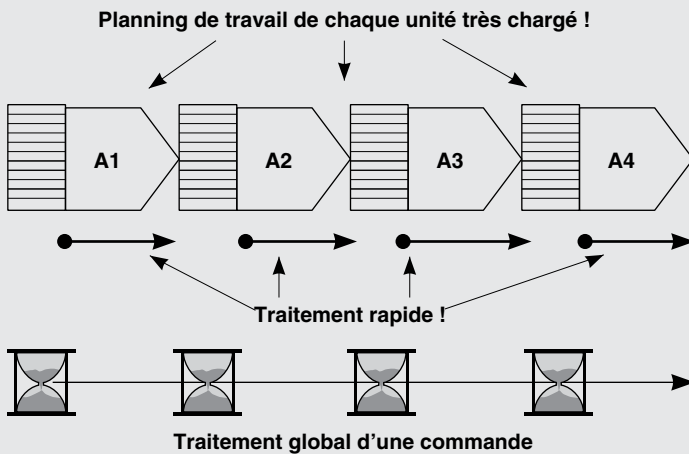 Planning de travail de chaque unité très chargé !
A1 A2 A3 A4
Traitement rapide !
Traitement global d'une commande